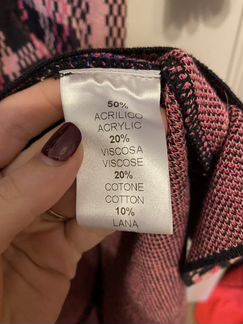 50%
ACRILICO
ACRYLIC
20%
VISCOSA
VISCOSE
20%
COTONE
COTTON
10%
LANA